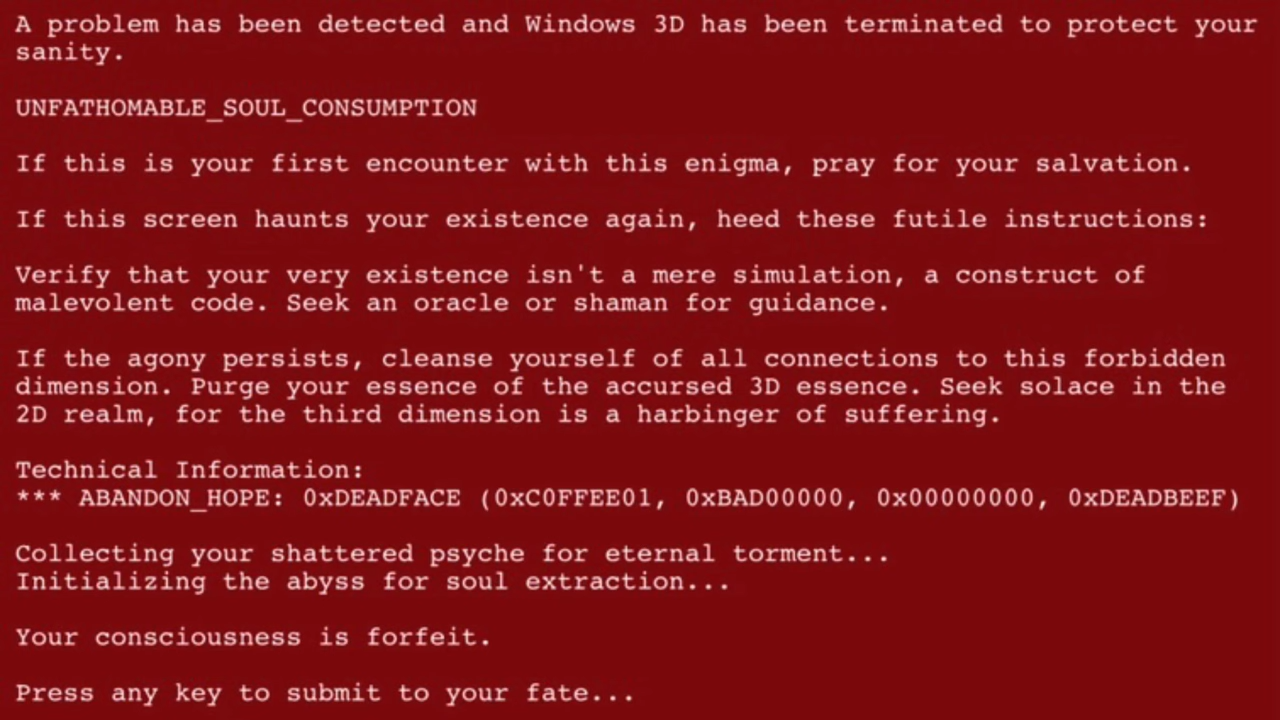 A problem has been detected and Windows 3D has been terminated to protect your
sanity.
UNFATHOMABLE_SOUL_CONSUMPTION
If this is your first encounter with this enigma, pray for your salvation.
If this screen haunts your existence again, heed these futile instructions:
Verify that your very existence isn't a mere simulation, a construct of
malevolent code. Seek an oracle or shaman for guidance.
If the agony persists, cleanse yourself of all connections to this forbidden
dimension. Purge your essence of the accursed 3D essence. Seek solace in the
2D realm, for the third dimension is a harbinger of suffering.
Technical Information:
*** ABANDON_HOPE: 0xDEADFACE (0xC0FFEE01, 0xBAD00000, 0x00000000, 0xDEADBEEF)
Collecting your shattered psyche for eternal torment...
Initializing the abyss for soul extraction...
Your consciousness is forfeit.
Press any key to submit to your fate...